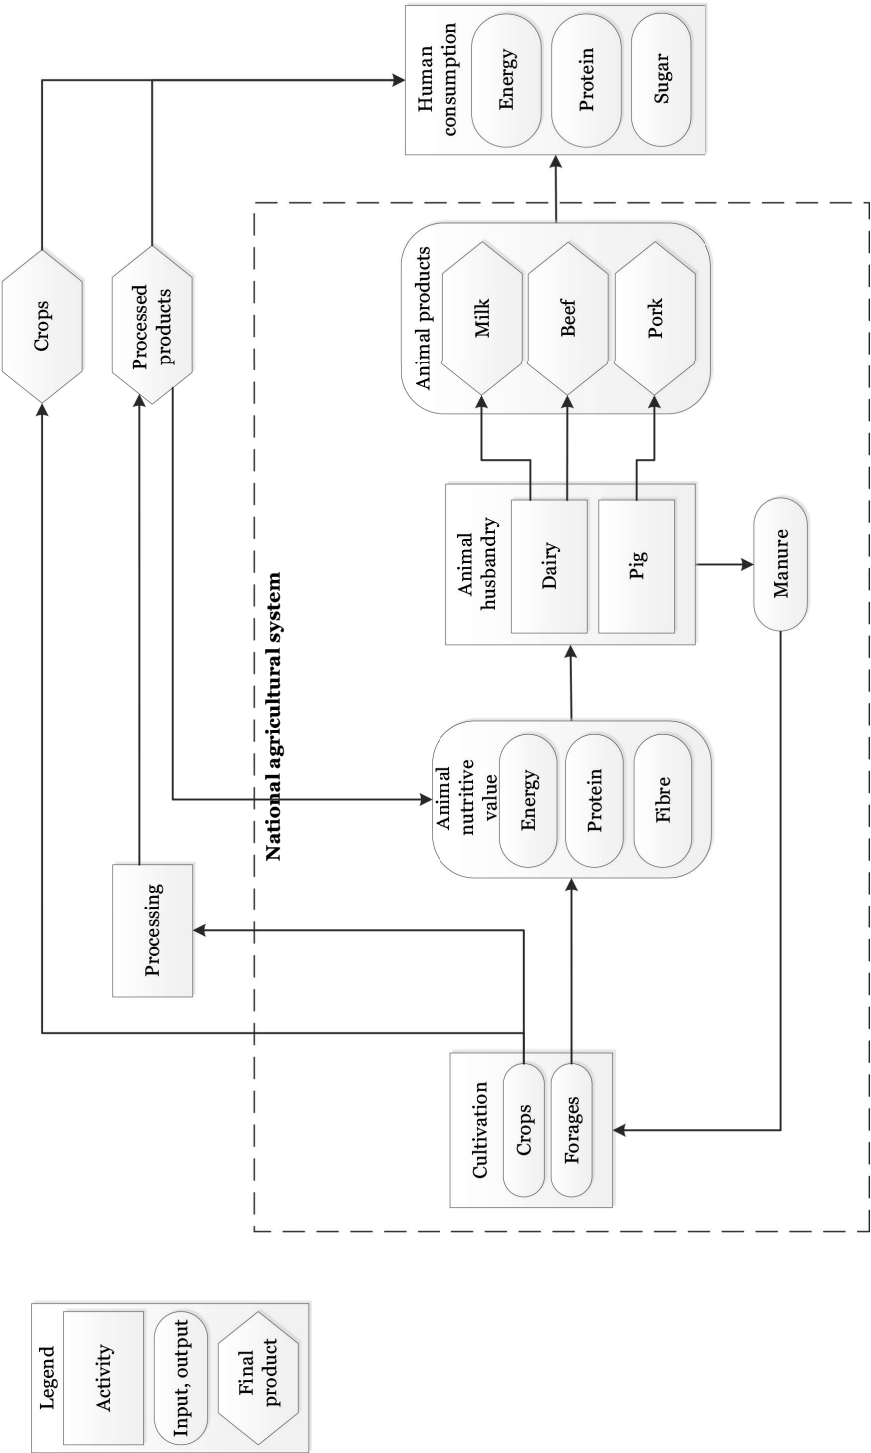 Crops
Processed
products
Human
consumption
Energy
Protein
Sugar
Animal products
Milk
Beef
Pork
National agricultural system
Animal
husbandry
Dairy
Pig
Manure
Animal
nutritive
value
Energy
Protein
Fibre
Processing
Cultivation
Crops
Forages
Legend
Activity
Input, output
Final
product